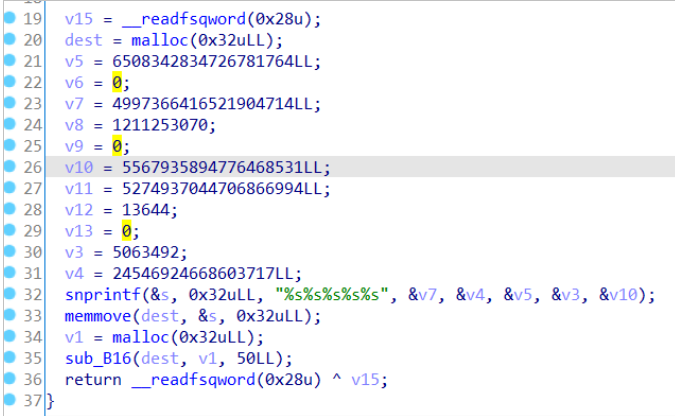 19 v15 = __readfsqword(0x28u);
20 dest = malloc(0x32uLL);
21 v5 = 6508342834726781764LL;
22 v6 = 0;
23 v7 = 4997366416521904714LL;
24 v8 = 1211253070;
25 v9 = 0;
26 v10 = 5567935894776468531LL;
27 v11 = 5274937044706866994LL;
28 v12 = 13644;
29 v13 = 0;
30 v3 = 5063492;
31 v4 = 24546924668603717LL;
32 snprintf(&s, 0x32uLL, "%s%s%s%s%s", &v7, &v4, &v5, &v3, &v10);
33 memmove(dest, &s, 0x32uLL);
34 v1 = malloc(0x32uLL);
35 sub_B16(dest, v1, 50LL);
36 return __readfsqword(0x28u) ^ v15;
37 }